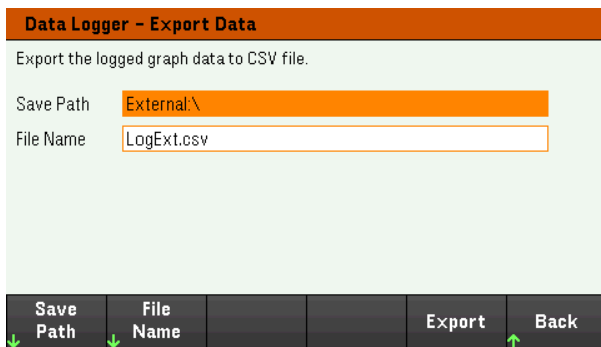 Data Logger – Export Data
Export the logged graph data to CSV file.
Save Path External:\
File Name LogExt.csv
Save Path
File Name
Export
Back